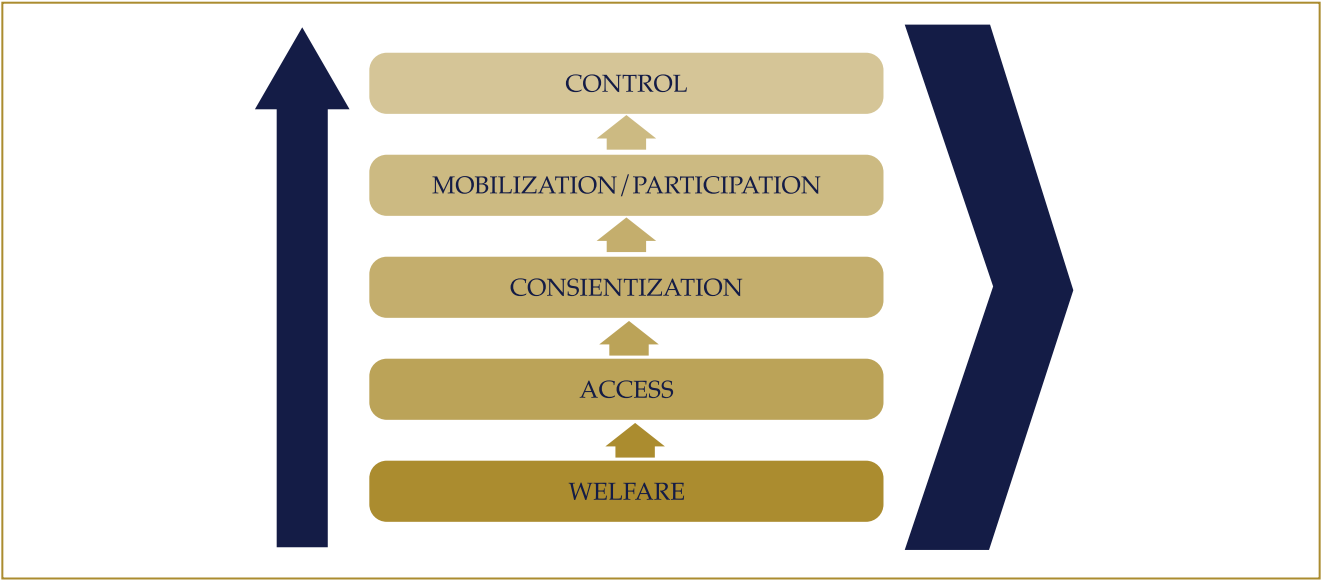 CONTROL
MOBILIZATION/PARTICIPATION
CONSIENTIZATION
ACCESS
WELFARE